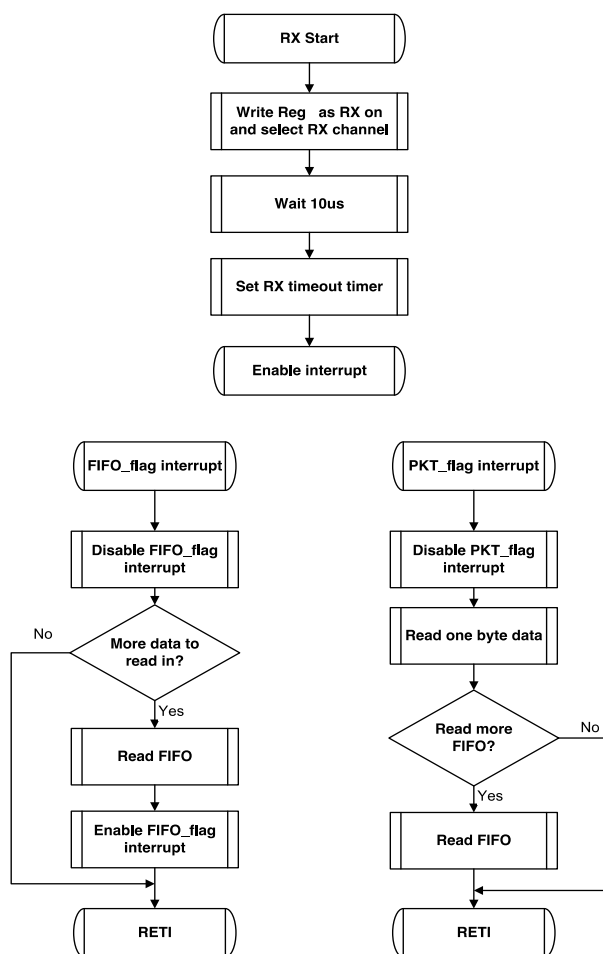 RX Start
Write Reg as RX on
and select RX channel
Wait 10us
Set RX timeout timer
Enable interrupt
FIFO_flag interrupt
Disable FIFO_flag
interrupt
No
More data to
read in?
Yes
Read FIFO
Enable FIFO_flag
interrupt
RETI
PKT_flag interrupt
Disable PKT_flag
interrupt
Read one byte data
Read more
FIFO?
No
Yes
Read FIFO
RETI